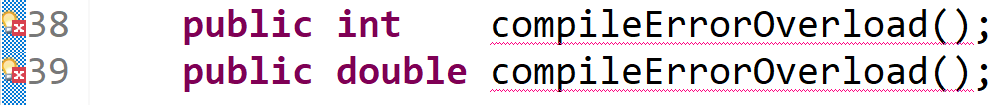 38 public int    compileErrorOverload();
39 public double compileErrorOverload();